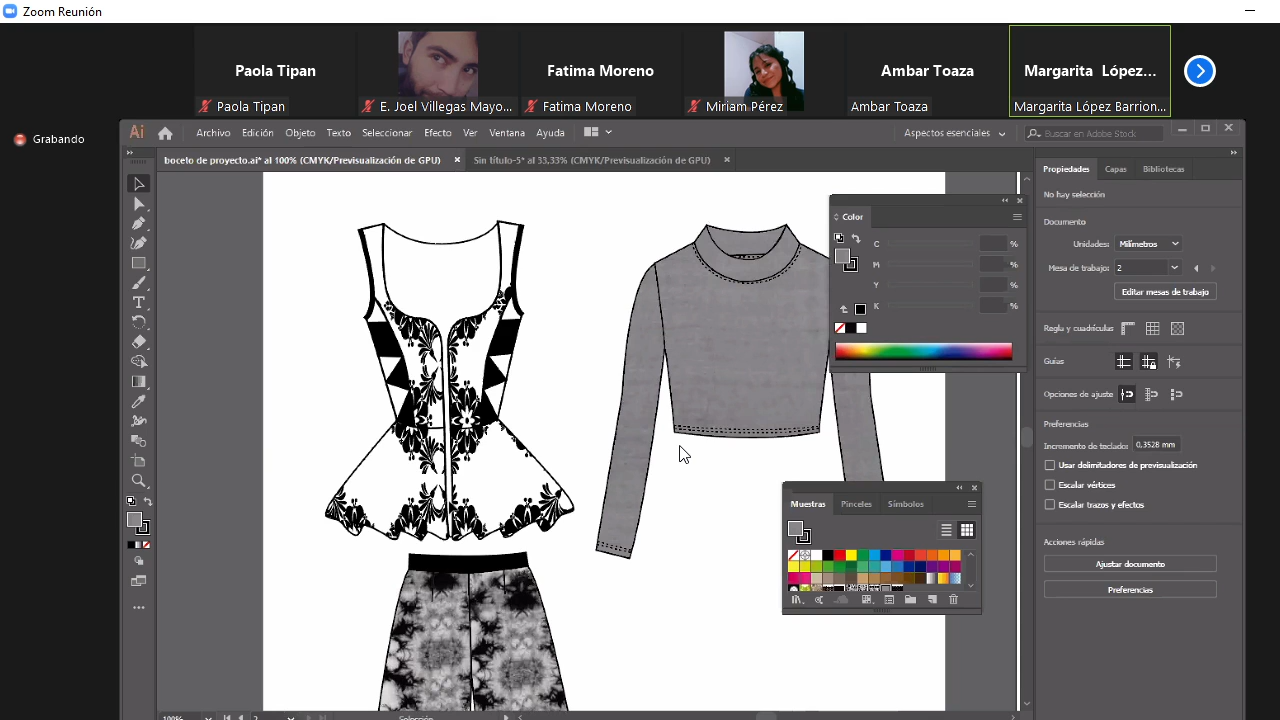 Zoom Reunión
Paola Tipan
Fatima Moreno
Ambar Toaza
Margarita López...
Paola Tipan
E. Joel Villegas Mayo...
Fatima Moreno
Miriam Pérez
Ambar Toaza
Margarita López Barrion...
Grabando
Ai
Archivo Edición Objeto Texto Seleccionar Efecto Ver Ventana Ayuda
Aspectos esenciales
Buscar en Adobe Stock
boceto de proyecto.ai* al 100% (CMYK/Previsualización de GPU)
Sin título-5* al 33,33% (CMYK/Previsualización de GPU)
Propiedades Capas Bibliotecas
No hay selección
Documento
Unidades: Milímetros
Mesa de trabajo: 2
Editar mesas de trabajo
Regla y cuadrículas
Guías
Opciones de ajuste
Preferencias
Incremento de teclado: 0,3528 mm
Usar delimitadores de previsualización
Escalar vértices
Escalar trazos y efectos
Acciones rápidas
Ajustar documento
Preferencias
Color
C %
M %
Y %
K %
Muestras Pinceles Símbolos
100%
2
Selección